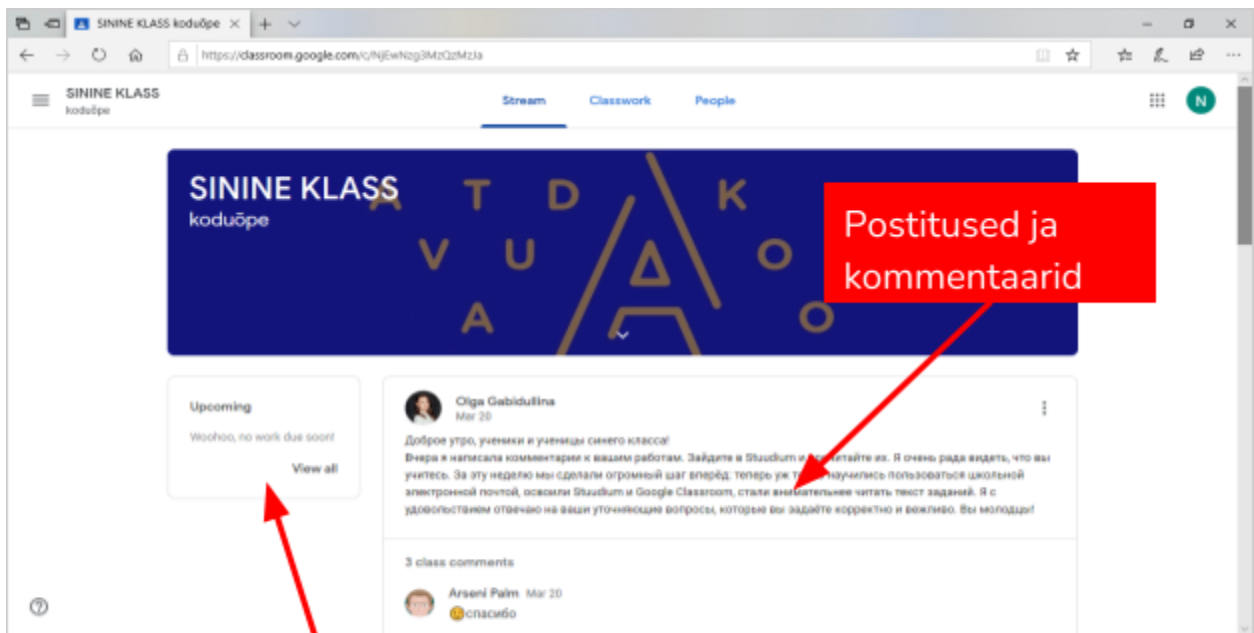 SININE KLASS koduõpe
https://classroom.google.com/c/
SININE KLASS
koduõpe
Stream Classwork People
N
SININE KLASS
koduõpe
A T D K
V U A O
A O
Postitused ja
kommentaarid
Upcoming
Woohoo, no work due soon!
View all
Olga Gabidullina
Mar 20
Доброе утро, ученики и ученицы синего класса!
Вчера я написала комментарии к вашим работам. Зайдите в Stuudium и их. Я очень рада видеть, что вы
учитесь. За эту неделю мы сделали огромный шаг вперёд: теперь уж научились пользоваться школьной
электронной почтой, освоили Stuudium и Google Classroom, стали внимательнее читать текст заданий. Я с
удовольствием отвечаю на ваши уточняющие вопросы, которые вы задаёте корректно и вежливо. Вы молодцы!
3 class comments
Arseni Palm Mar 20
спасибо